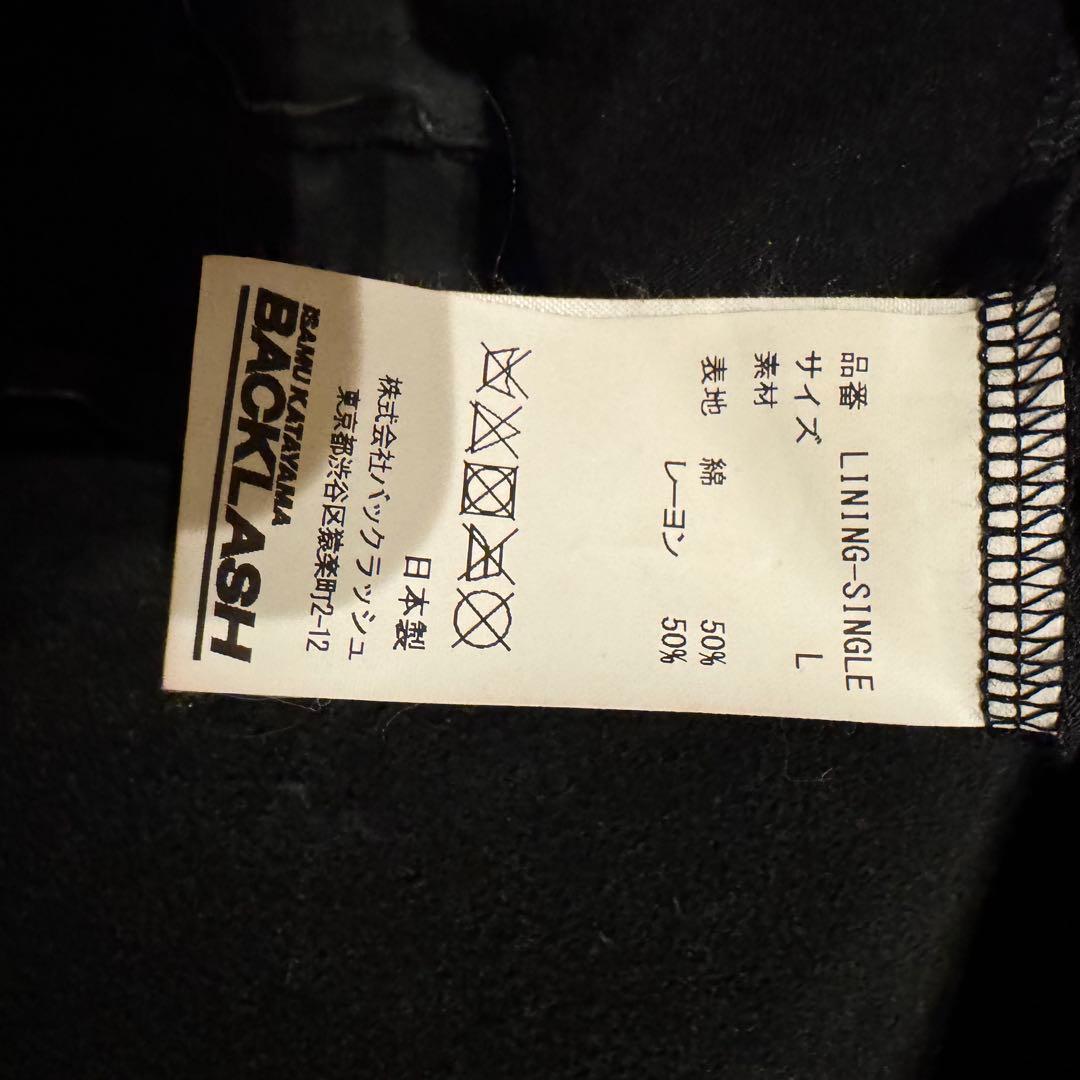 品番 LINING-SINGLE
サイズ L
素材
表地 綿 50%
レーヨン 50%
日本製
株式会社バックラッシュ
東京都渋谷区猿楽町2-12
ISAMU KATAYAMA
BACKLASH